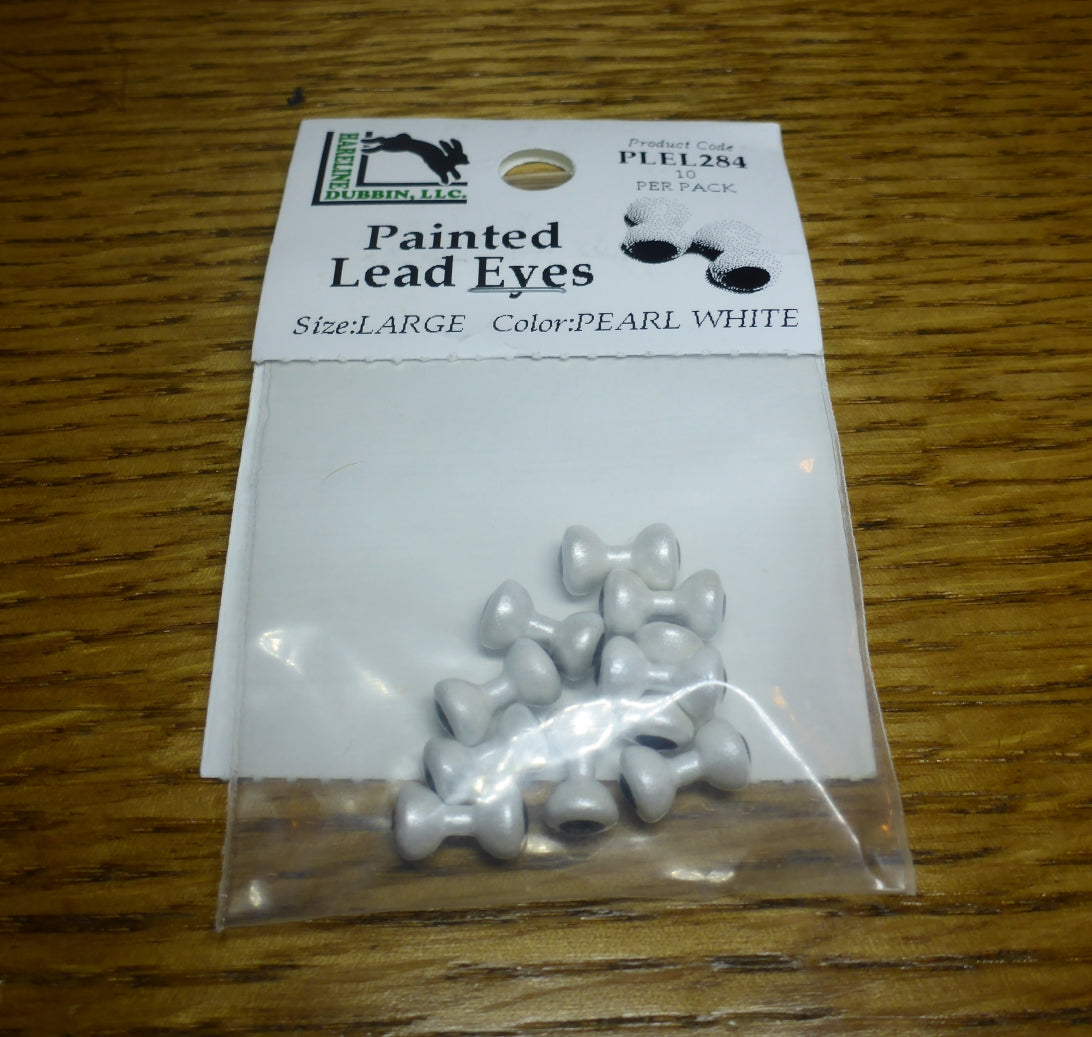 HARELINE
DUBBIN, LLC.
Product Code
PLEL284
10
PER PACK
Painted
Lead Eyes
Size:LARGE Color:PEARL WHITE